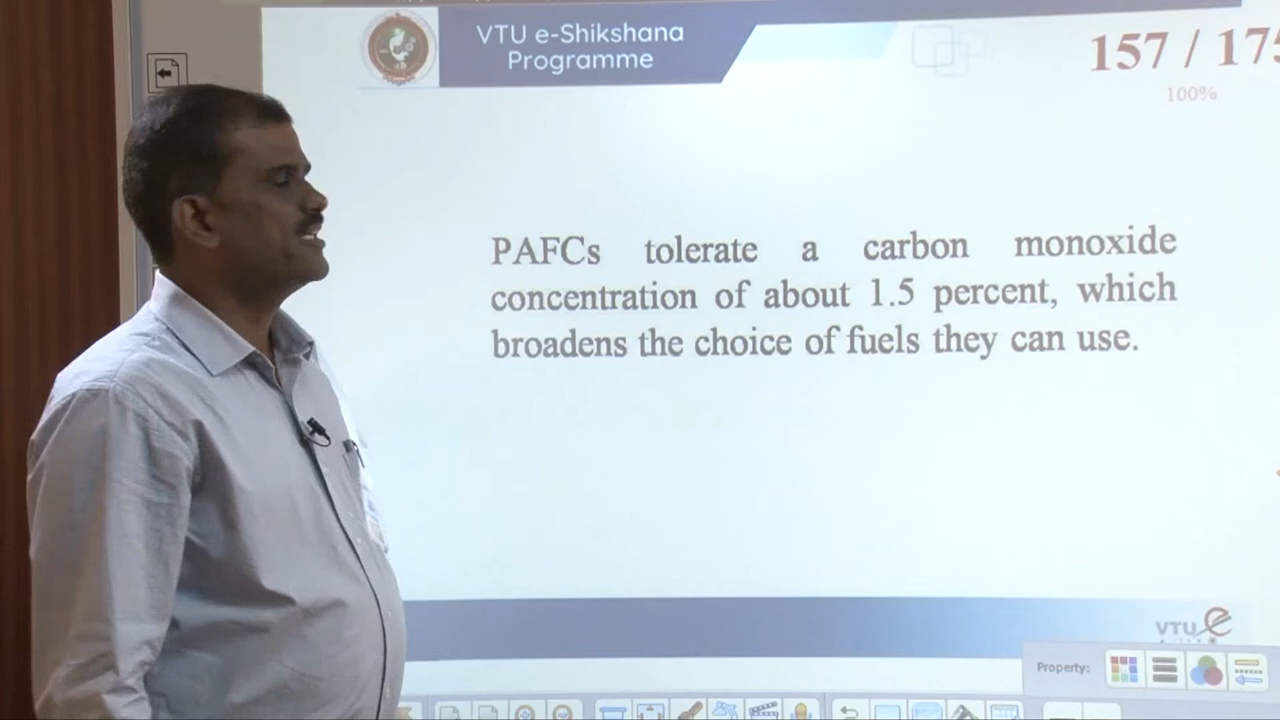 VTU e-Shikshana
Programme
157 / 175
100%
PAFCs tolerate a carbon monoxide
concentration of about 1.5 percent, which
broadens the choice of fuels they can use.
VTU e
Property: